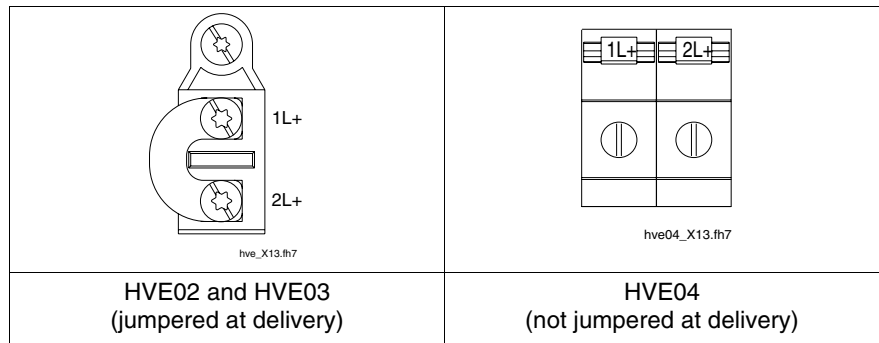 1L+
2L+
hve_X13.fh7
1L+ 2L+
hve04_X13.fh7
HVE02 and HVE03
(jumpered at delivery)
HVE04
(not jumpered at delivery)